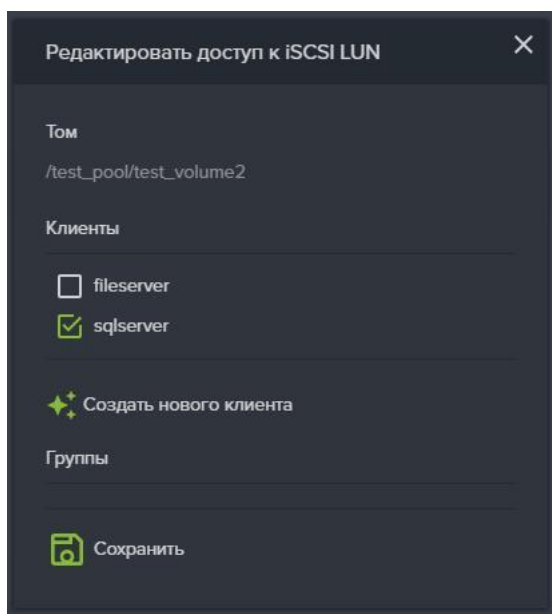 Редактировать доступ к iSCSI LUN
Том
/test_pool/test_volume2
Клиенты
fileserver
sqlserver
Создать нового клиента
Группы
Сохранить